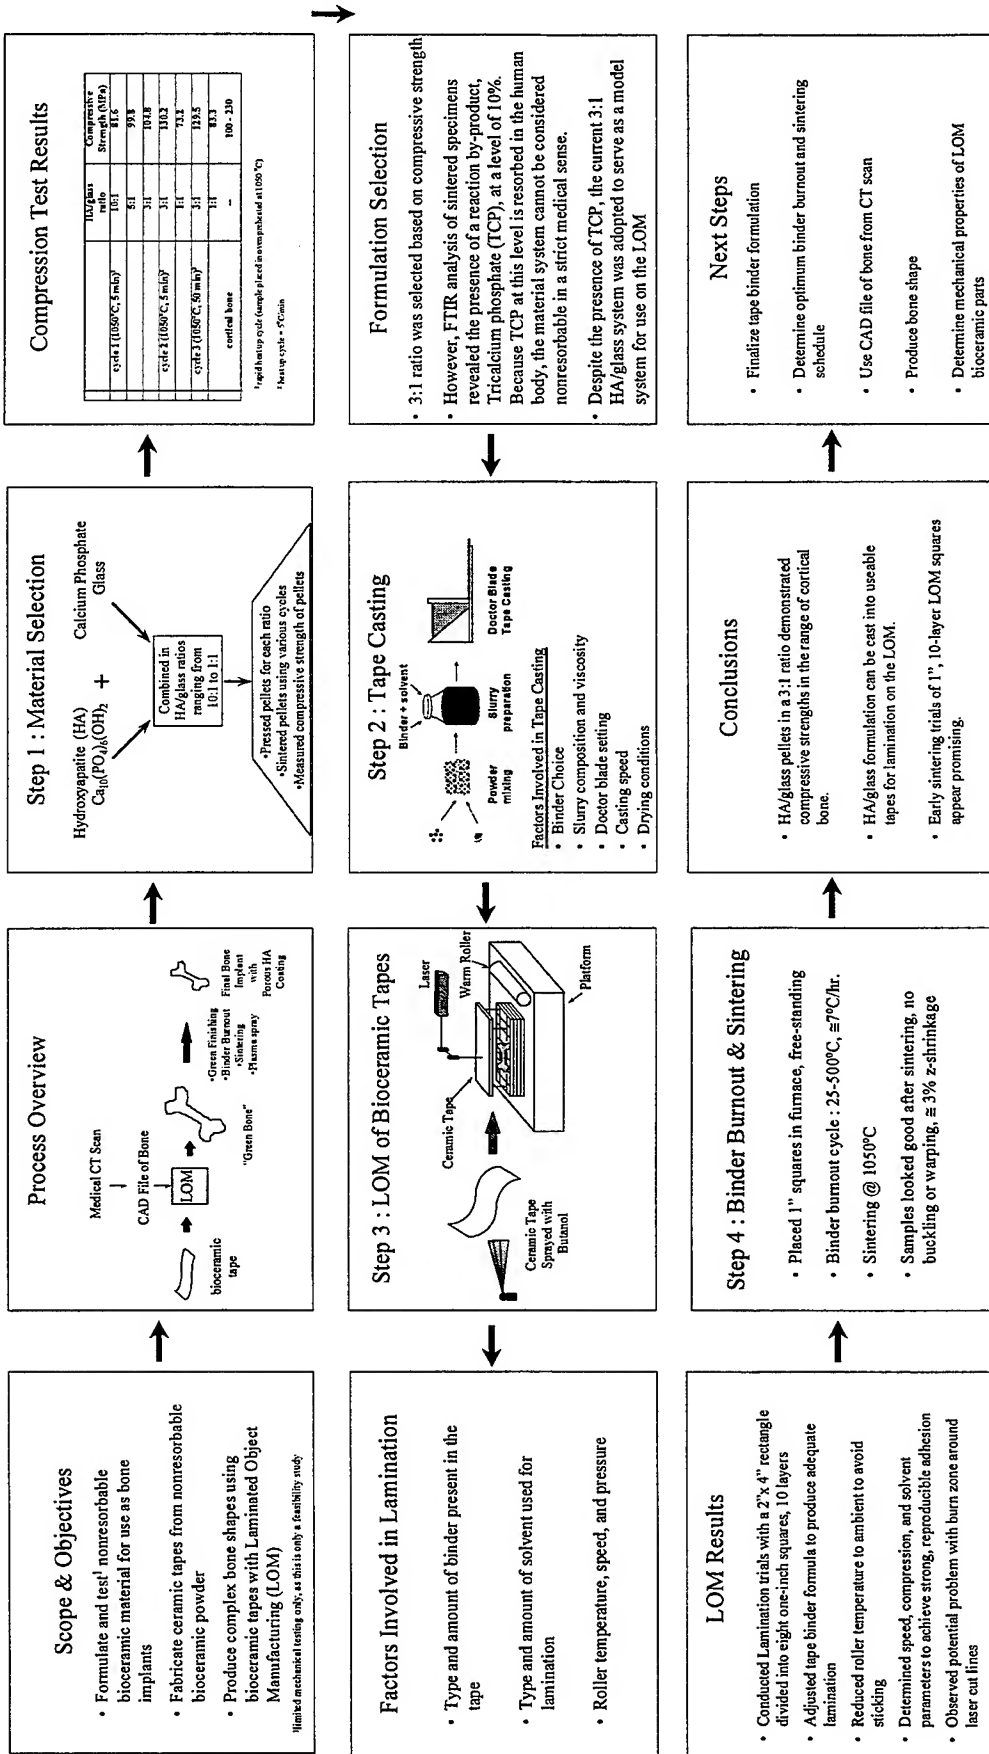 Scope & Objectives
• Formulate and test¹ nonresorbable
bioceramic material for use as bone
implants
• Fabricate ceramic tapes from nonresorbable
bioceramic powder
• Produce complex bone shapes using
bioceramic tapes with Laminated Object
Manufacturing (LOM)
¹limited mechanical testing only, as this is only a feasibility study
Process Overview
Medical CT Scan
CAD File of Bone
LOM
bioceramic
tape
"Green Bone"
•Green Finishing
•Binder Burnout
•Sintering
•Plasma spray
Final Bone
Implant
with
Porous HA
Coating
Step 1 : Material Selection
Hydroxyapatite (HA)
Ca₁₀(PO₄)₆(OH)₂
+
Calcium Phosphate
Glass
Combined in
HA/glass ratios
ranging from
10:1 to 1:1
•Pressed pellets for each ratio
•Sintered pellets using various cycles
•Measured compressive strength of pellets
Compression Test Results
HA/glass
ratio
Compressive
Strength (MPa)
cycle 1 (1050°C, 5 min)¹
10:1
81.6
5:1
99.8
3:1
104.8
cycle 2 (1050°C, 5 min)²
3:1
130.2
1:1
73.2
cycle 3 (1050°C, 50 min)²
3:1
129.5
1:1
83.3
cortical bone
--
100 - 230
¹ rapid heatup cycle (sample placed in oven preheated at 1050 °C)
² heatup cycle = 5°C/min
Formulation Selection
• 3:1 ratio was selected based on compressive strength
• However, FTIR analysis of sintered specimens
revealed the presence of a reaction by-product,
Tricalcium phosphate (TCP), at a level of 10%.
Because TCP at this level is resorbed in the human
body, the material system cannot be considered
nonresorbable in a strict medical sense.
• Despite the presence of TCP, the current 3:1
HA/glass system was adopted to serve as a model
system for use on the LOM
Step 2 : Tape Casting
Binder + solvent
Powder
mixing
Slurry
preparation
Doctor Blade
Tape Casting
Factors Involved in Tape Casting
• Binder Choice
• Slurry composition and viscosity
• Doctor blade setting
• Casting speed
• Drying conditions
Step 3 : LOM of Bioceramic Tapes
Ceramic Tape
Sprayed with
Butanol
Ceramic Tape
Laser
Warm Roller
Platform
Factors Involved in Lamination
• Type and amount of binder present in the
tape
• Type and amount of solvent used for
lamination
• Roller temperature, speed, and pressure
LOM Results
• Conducted Lamination trials with a 2"x 4" rectangle
divided into eight one-inch squares, 10 layers
• Adjusted tape binder formula to produce adequate
lamination
• Reduced roller temperature to ambient to avoid
sticking
• Determined speed, compression, and solvent
parameters to achieve strong, reproducible adhesion
• Observed potential problem with burn zone around
laser cut lines
Step 4 : Binder Burnout & Sintering
• Placed 1" squares in furnace, free-standing
• Binder burnout cycle : 25-500°C, ≅7°C/hr.
• Sintering @ 1050°C
• Samples looked good after sintering, no
buckling or warping, ≅ 3% z-shrinkage
Conclusions
• HA/glass pellets in a 3:1 ratio demonstrated
compressive strengths in the range of cortical
bone.
• HA/glass formulation can be cast into useable
tapes for lamination on the LOM.
• Early sintering trials of 1", 10-layer LOM squares
appear promising.
Next Steps
• Finalize tape binder formulation
• Determine optimum binder burnout and sintering
schedule
• Use CAD file of bone from CT scan
• Produce bone shape
• Determine mechanical properties of LOM
bioceramic parts